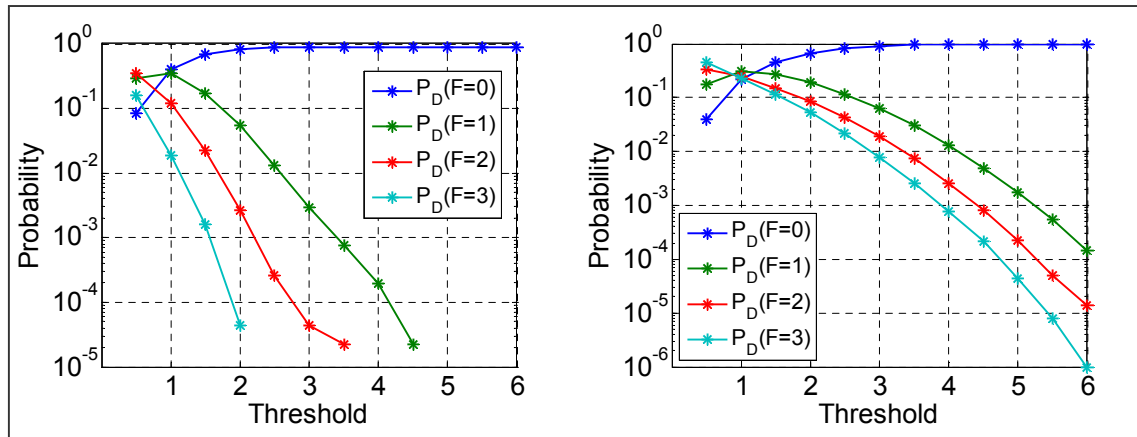 Probability
10^0
10^-1
10^-2
10^-3
10^-4
10^-5
P_D(F=0)
P_D(F=1)
P_D(F=2)
P_D(F=3)
1 2 3 4 5 6
Threshold
Probability
10^0
10^-1
10^-2
10^-3
10^-4
10^-5
10^-6
P_D(F=0)
P_D(F=1)
P_D(F=2)
P_D(F=3)
1 2 3 4 5 6
Threshold